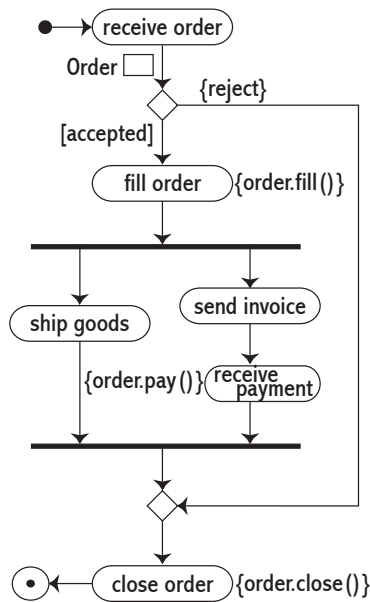 receive order
Order
{reject}
[accepted]
fill order
{order.fill()}
send invoice
ship goods
{order.pay()}
receive
payment
close order
{order.close()}